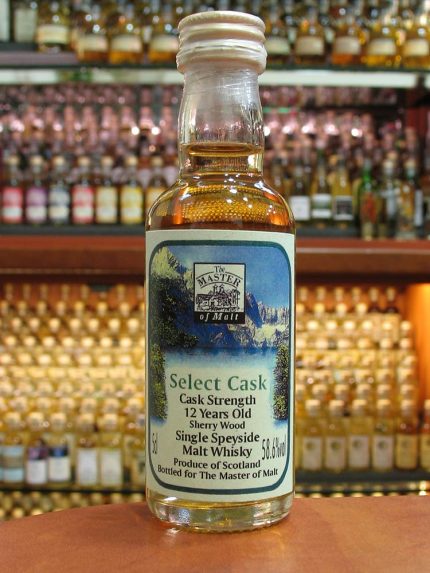 The
MASTER
of Malt
Select Cask
Cask Strength
12 Years Old
Sherry Wood
Single Speyside
Malt Whisky
5cl
58.6%vol
Produce of Scotland
Bottled for The Master of Malt